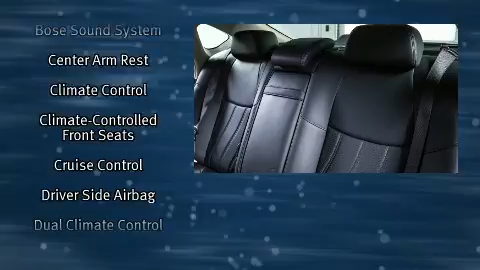 Bose Sound System
Center Arm Rest
Climate Control
Climate-Controlled
Front Seats
Cruise Control
Driver Side Airbag
Dual Climate Control